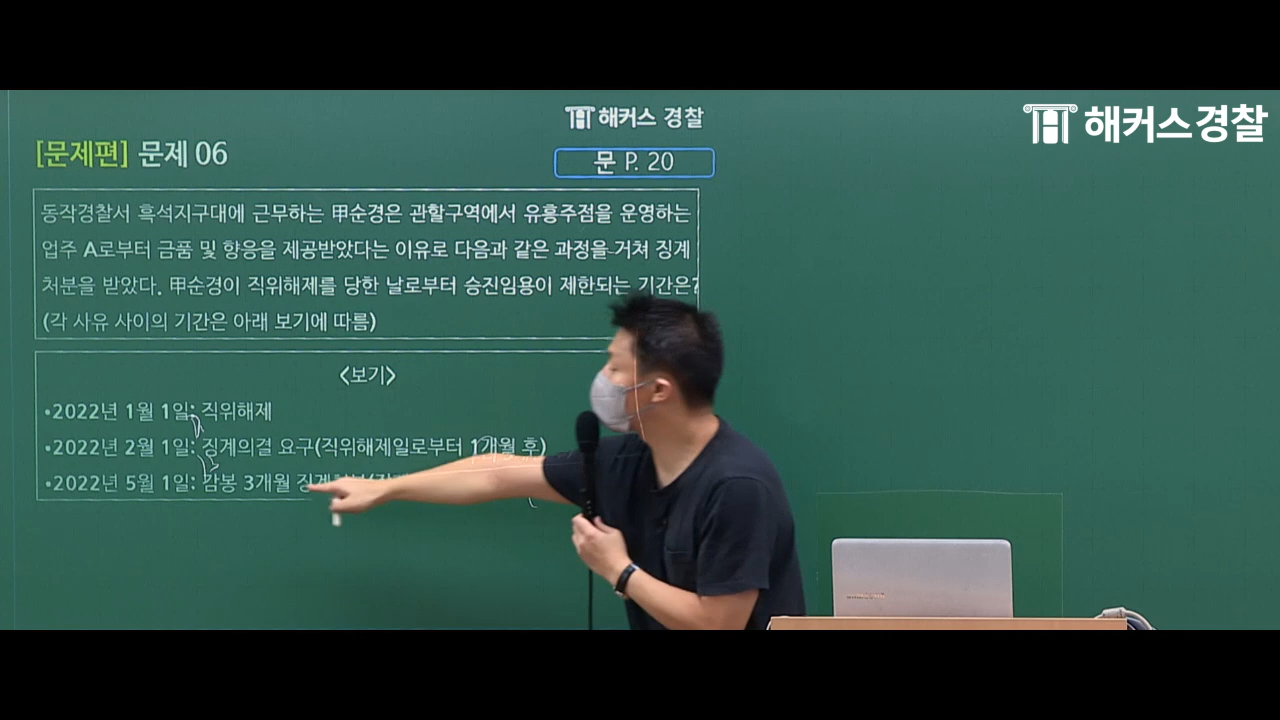 해커스 경찰
해커스경찰
[문제편] 문제 06
문 P. 20
동작경찰서 흑석지구대에 근무하는 甲순경은 관할구역에서 유흥주점을 운영하는
업주 A로부터 금품 및 향응을 제공받았다는 이유로 다음과 같은 과정을 거쳐 징계
처분을 받았다. 甲순경이 직위해제를 당한 날로부터 승진임용이 제한되는 기간은?
(각 사유 사이의 기간은 아래 보기에 따름)
<보기>
•2022년 1월 1일: 직위해제
•2022년 2월 1일: 징계의결 요구(직위해제일로부터 1개월 후)
•2022년 5월 1일: 감봉 3개월